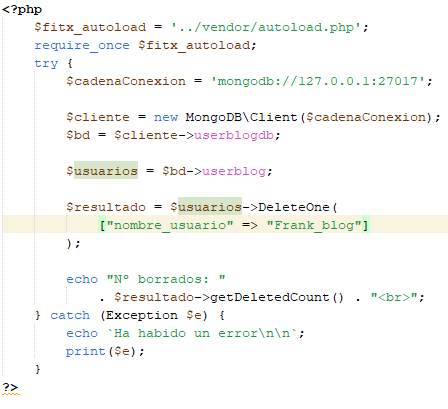 <?php
$fitx_autoload = '../vendor/autoload.php';
require_once $fitx_autoload;
try {
$cadenaConexion = 'mongodb://127.0.0.1:27017';
$cliente = new MongoDB\Client($cadenaConexion);
$bd = $cliente->userblogdb;
$usuarios = $bd->userblog;
$resultado = $usuarios->DeleteOne(
["nombre_usuario" => "Frank_blog"]
);
echo "Nº borrados: "
. $resultado->getDeletedCount() . "<br>";
} catch (Exception $e) {
echo `Ha habido un error\n\n`;
print($e);
}
?>